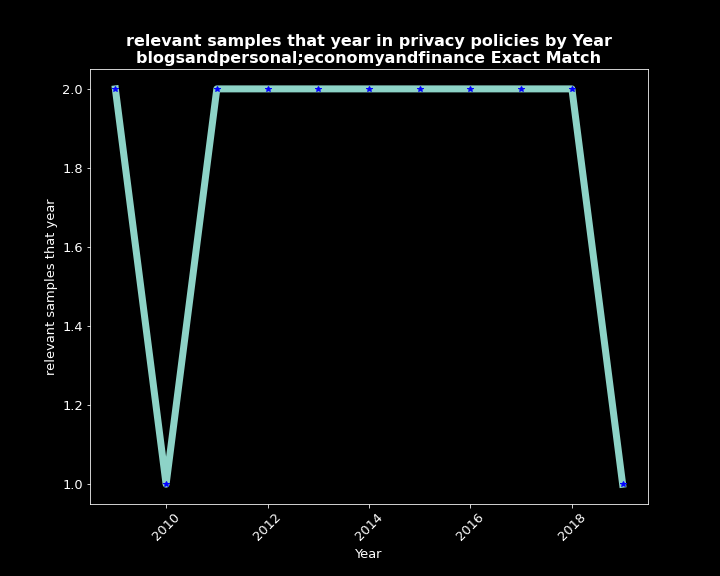 relevant samples that year in privacy policies by Year
blogsandpersonal;economyandfinance Exact Match
relevant samples that year
2.0
1.8
1.6
1.4
1.2
1.0
2010
2012
2014
2016
2018
Year